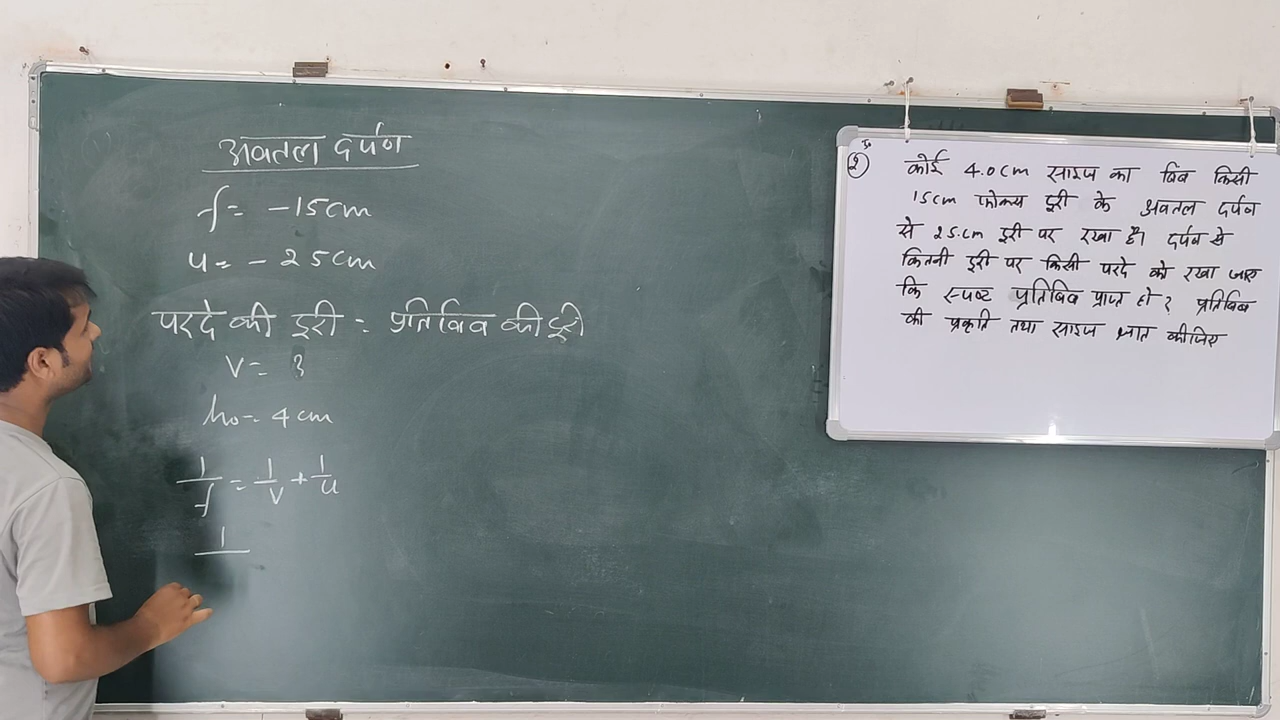 अवतल दर्पण
f = -15cm
u = - 25cm
परदे की दूरी = प्रतिबिंब की दूरी
v = ?
ho = 4 cm
1/f = 1/v + 1/u
1
2 कोई 4.0cm साइज का बिंब किसी
15cm फोकस दूरी के अवतल दर्पण
से 25cm दूरी पर रखा है। दर्पण से
कितनी दूरी पर किसी परदे को रखा जाए
कि स्पष्ट प्रतिबिंब प्राप्त हो? प्रतिबिंब
की प्रकृति तथा साइज ज्ञात कीजिए